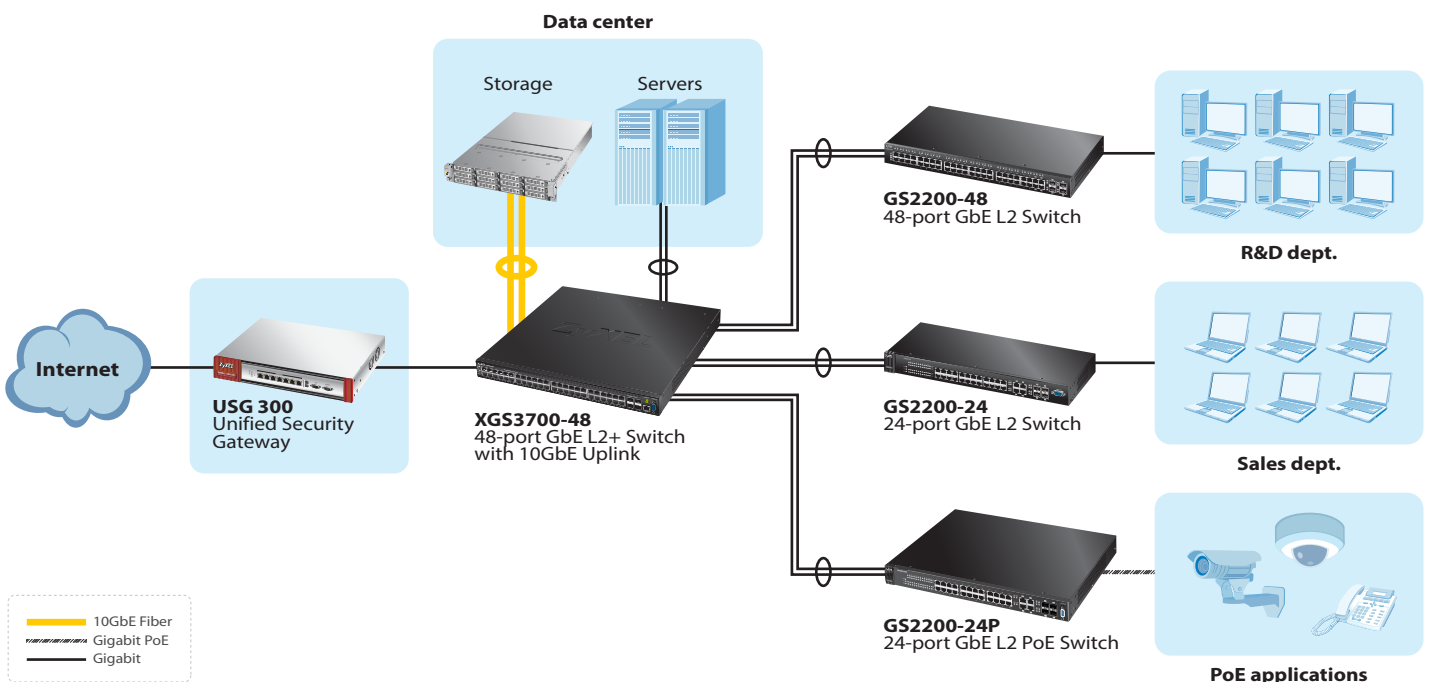 Data center
Storage
Servers
GS2200-48
48-port GbE L2 Switch
R&D dept.
Internet
ZyXEL
USG 300
Unified Security
Gateway
ZyXEL
XGS3700-48
48-port GbE L2+ Switch
with 10GbE Uplink
GS2200-24
24-port GbE L2 Switch
Sales dept.
GS2200-24P
24-port GbE L2 PoE Switch
PoE applications
10GbE Fiber
Gigabit PoE
Gigabit